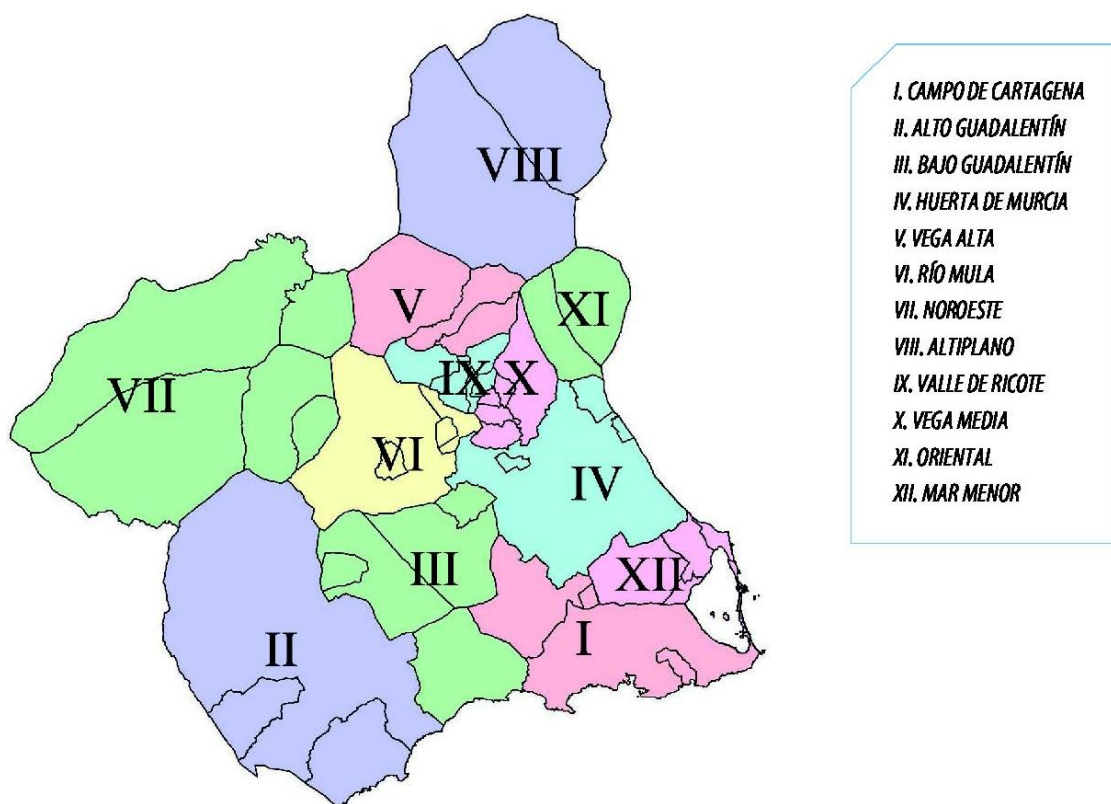 VIII
V
XI
IX
X
VII
VI
IV
III
XII
I
II
I. CAMPO DE CARTAGENA
II. ALTO GUADALENTÍN
III. BAJO GUADALENTÍN
IV. HUERTA DE MURCIA
V. VEGA ALTA
VI. RÍO MULA
VII. NOROESTE
VIII. ALTIPLANO
IX. VALLE DE RICOTE
X. VEGA MEDIA
XI. ORIENTAL
XII. MAR MENOR